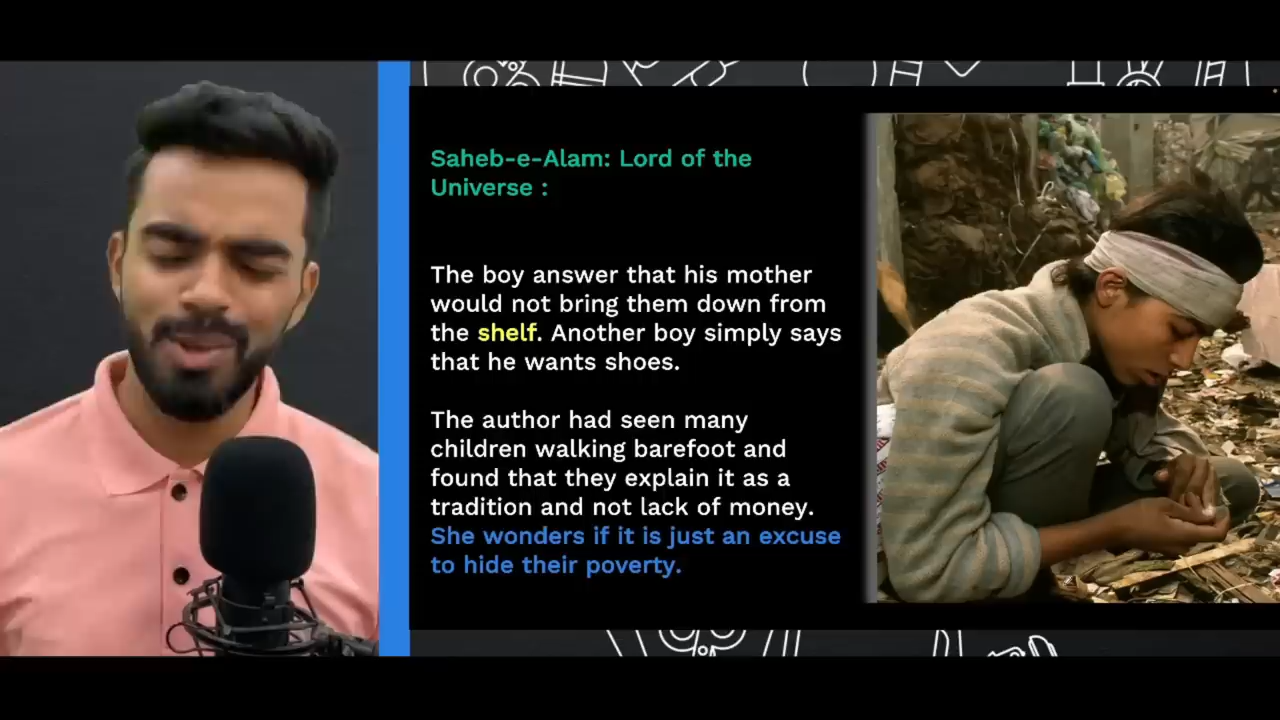 Saheb-e-Alam: Lord of the
Universe :
The boy answer that his mother
would not bring them down from
the shelf. Another boy simply says
that he wants shoes.
The author had seen many
children walking barefoot and
found that they explain it as a
tradition and not lack of money.
She wonders if it is just an excuse
to hide their poverty.